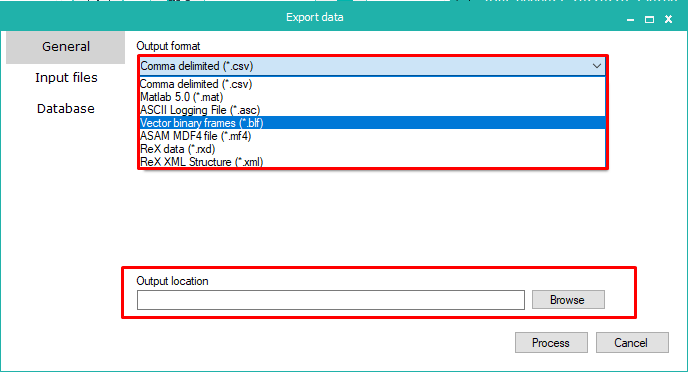 Export data
General
Input files
Database
Output format
Comma delimited (*.csv)
Comma delimited (*.csv)
Matlab 5.0 (*.mat)
ASCII Logging File (*.asc)
Vector binary frames (*.blf)
ASAM MDF4 file (*.mf4)
ReX data (*.rxd)
ReX XML Structure (*.xml)
Output location
Browse
Process
Cancel